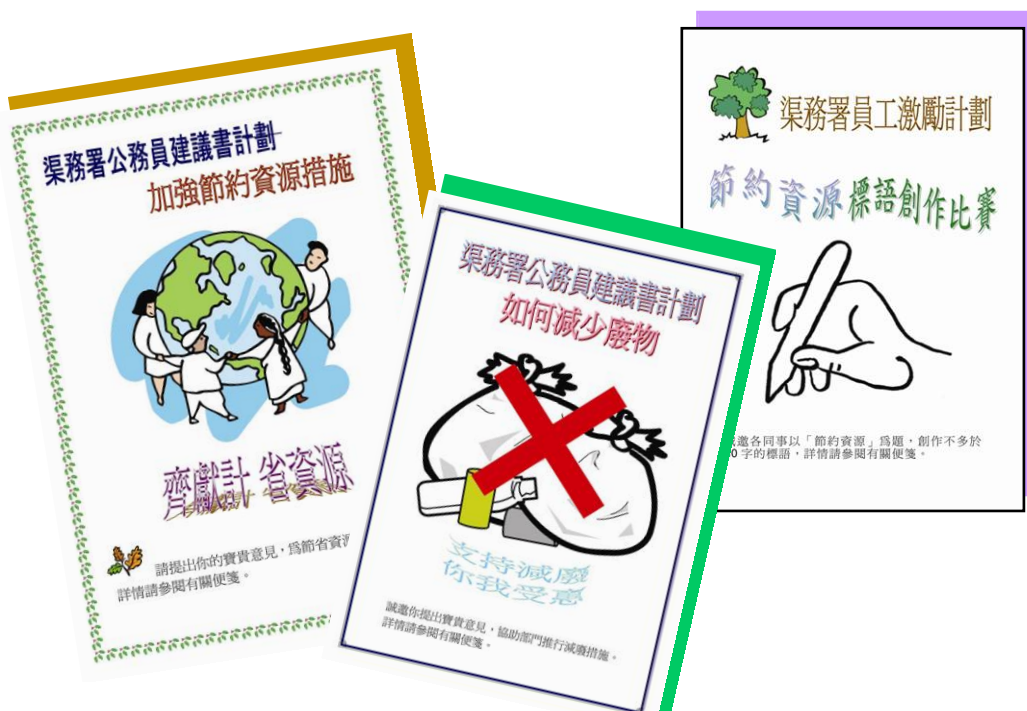 渠務署公務員建議書計劃
加強節約資源措施
齊獻計 省資源
請提出你的寶貴意見，為節省資
詳情請參閱有關便箋。
渠務署公務員建議書計劃
如何減少廢物
支持減廢
你我受惠
誠邀你提出寶貴意見，協助部門推行減廢措施。
詳情請參閱有關便箋。
渠務署員工激勵計劃
節約資源標語創作比賽
邀各同事以「節約資源」為題，創作不多於
0字的標語，詳情請參閱有關便箋。